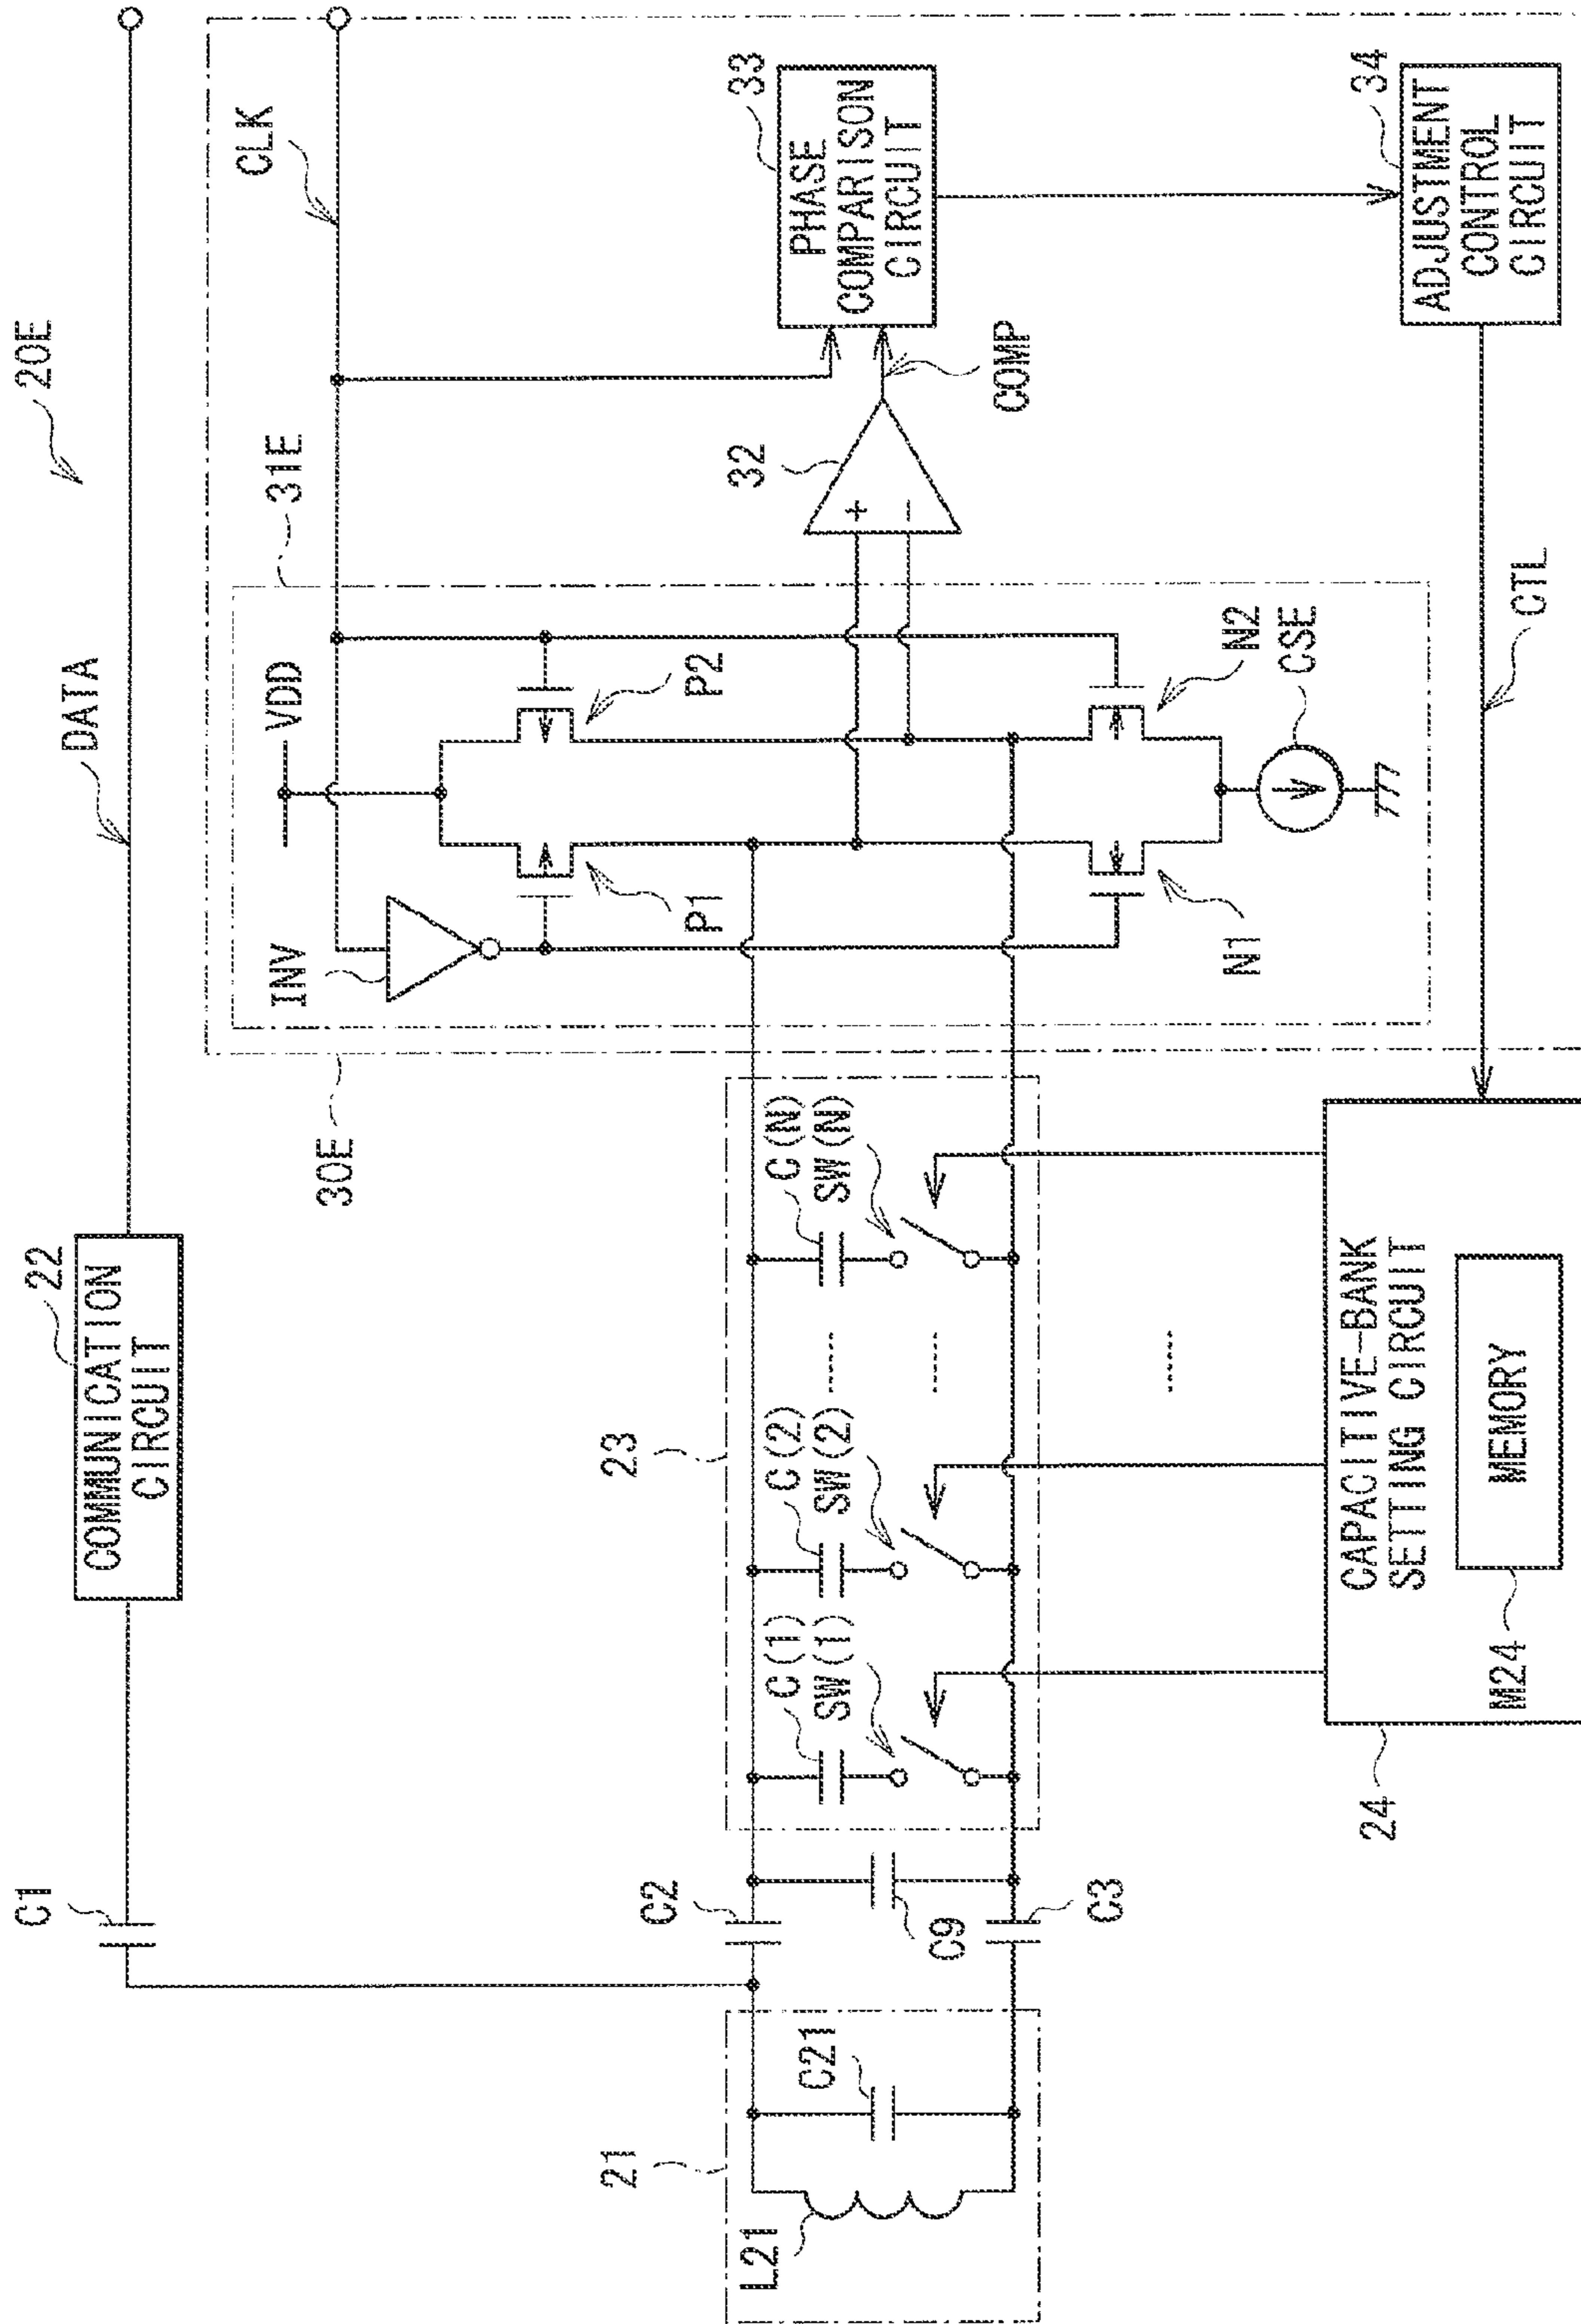 20E
DATA
CLK
C1
22
COMMUNICATION
CIRCUIT
30E
31E
INV
VDD
P1
P2
N1
N2
CSE
32
+
−
COMP
33
PHASE
COMPARISON
CIRCUIT
34
ADJUSTMENT
CONTROL
CIRCUIT
CTL
21
L21
C21
C2
C9
C3
23
C(1)
SW(1)
C(2)
SW(2)
C(N)
SW(N)
24
CAPACITIVE-BANK
SETTING CIRCUIT
M24
MEMORY